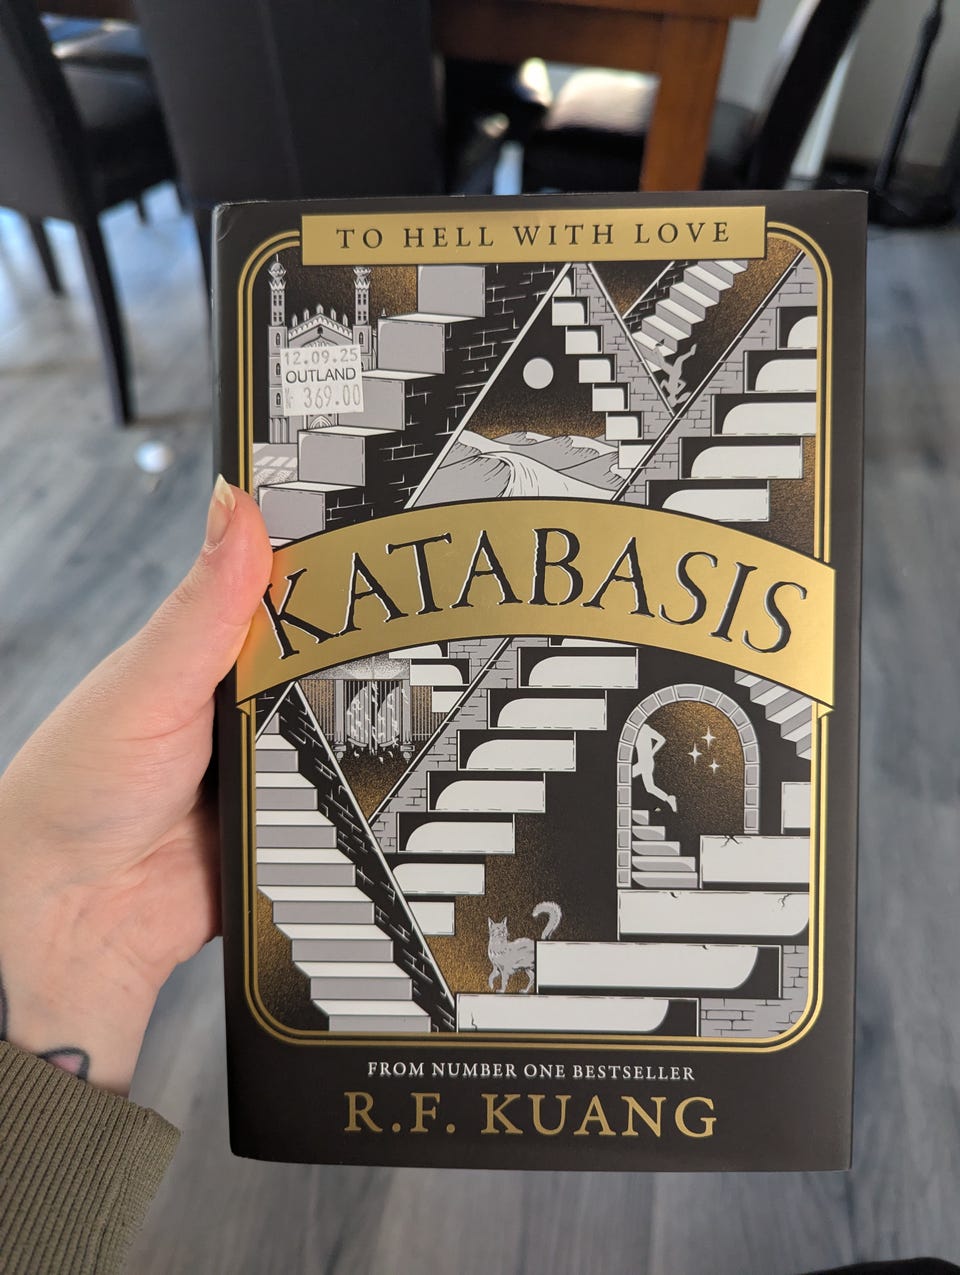 TO HELL WITH LOVE
12.09.25
OUTLAND
369.00
KATABASIS
FROM NUMBER ONE BESTSELLER
R.F. KUANG